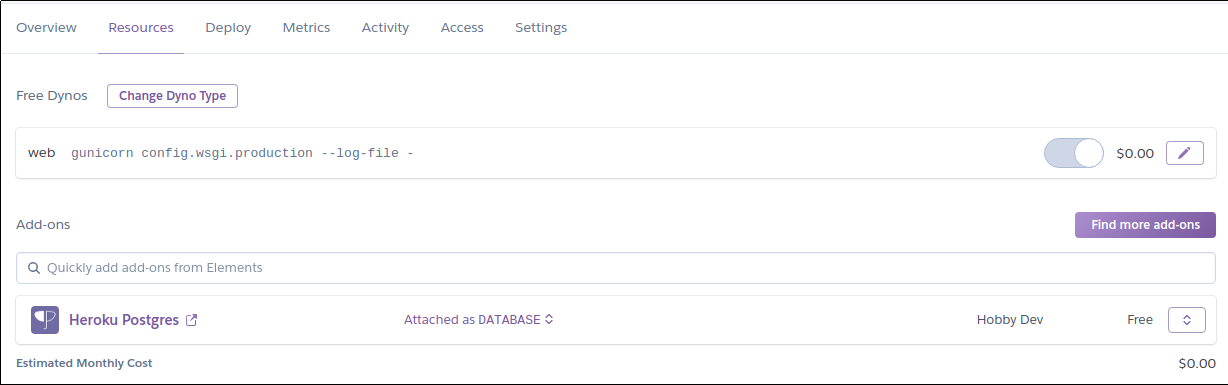 Overview Resources Deploy Metrics Activity Access Settings
Free Dynos Change Dyno Type
web gunicorn config.wsgi.production --log-file - $0.00
Add-ons Find more add-ons
Quickly add add-ons from Elements
Heroku Postgres Attached as DATABASE Hobby Dev Free
Estimated Monthly Cost $0.00